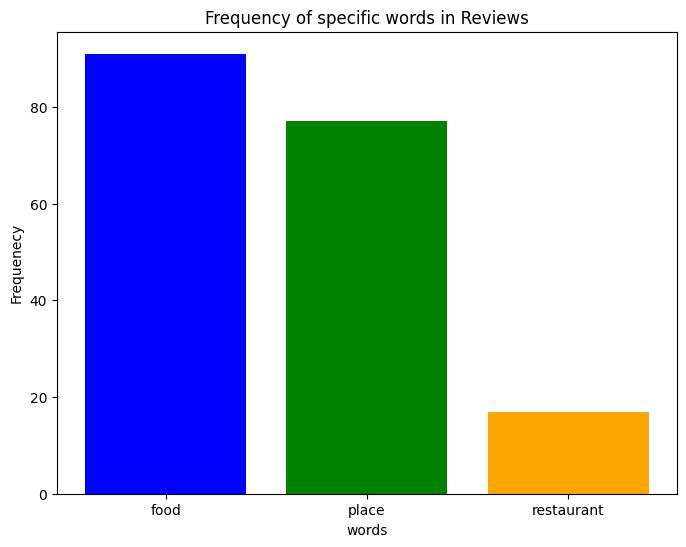 Frequency of specific words in Reviews
80
60
40
20
0
Frequenecy
food place restaurant
words